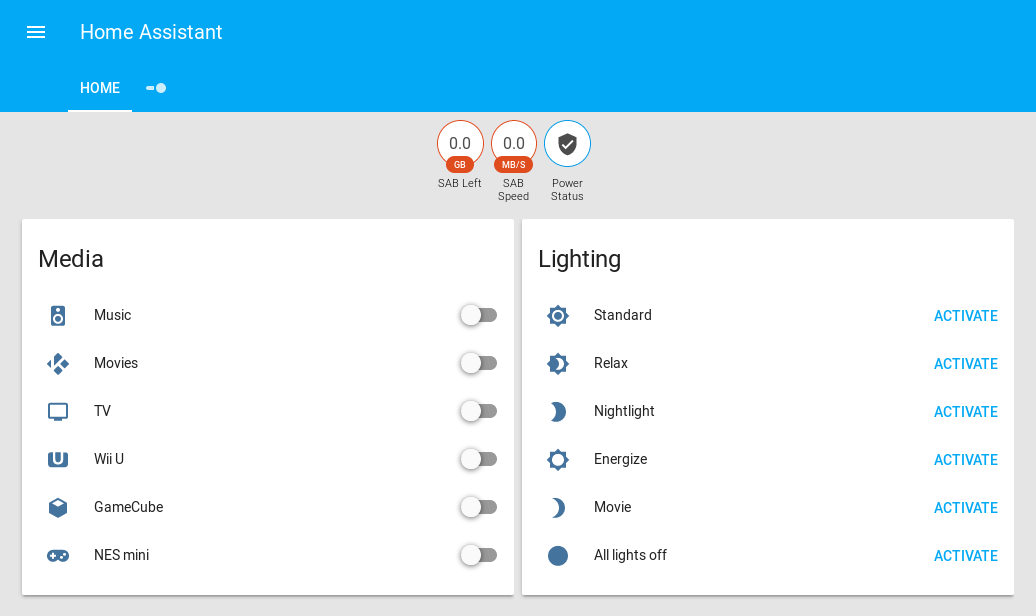 Home Assistant
HOME
0.0 0.0
GB MB/S
SAB Left SAB Power
Speed Status
Media
Music
Movies
TV
Wii U
GameCube
NES mini
Lighting
Standard ACTIVATE
Relax ACTIVATE
Nightlight ACTIVATE
Energize ACTIVATE
Movie ACTIVATE
All lights off ACTIVATE